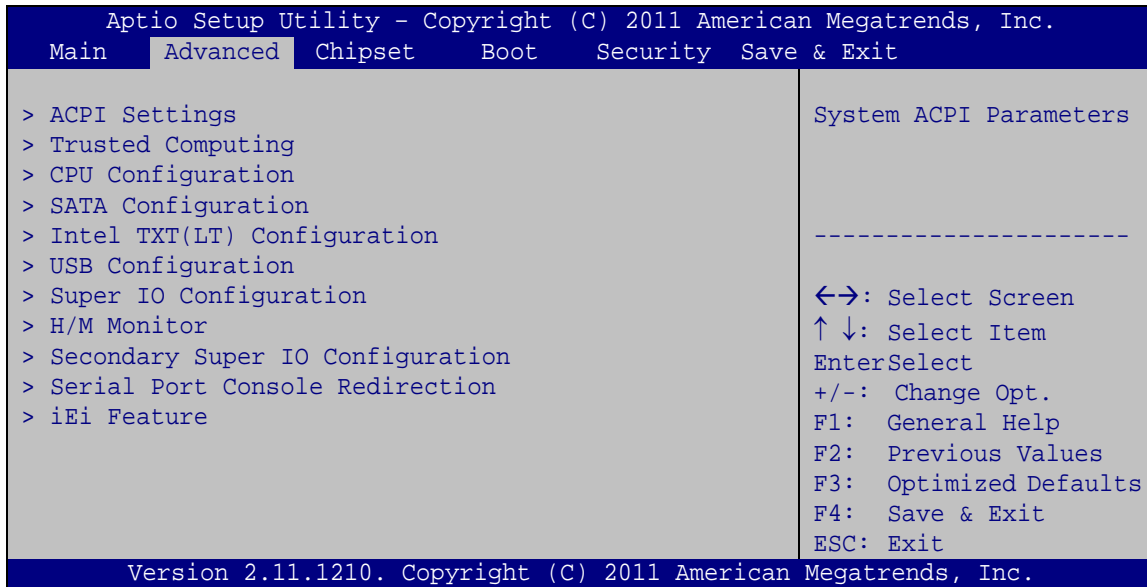 Aptio Setup Utility – Copyright (C) 2011 American Megatrends, Inc.
Main Advanced Chipset Boot Security Save & Exit
> ACPI Settings
> Trusted Computing
> CPU Configuration
> SATA Configuration
> Intel TXT(LT) Configuration
> USB Configuration
> Super IO Configuration
> H/M Monitor
> Secondary Super IO Configuration
> Serial Port Console Redirection
> iEi Feature
System ACPI Parameters
----------------------
←→: Select Screen
↑ ↓: Select Item
EnterSelect
+/-: Change Opt.
F1: General Help
F2: Previous Values
F3: Optimized Defaults
F4: Save & Exit
ESC: Exit
Version 2.11.1210. Copyright (C) 2011 American Megatrends, Inc.